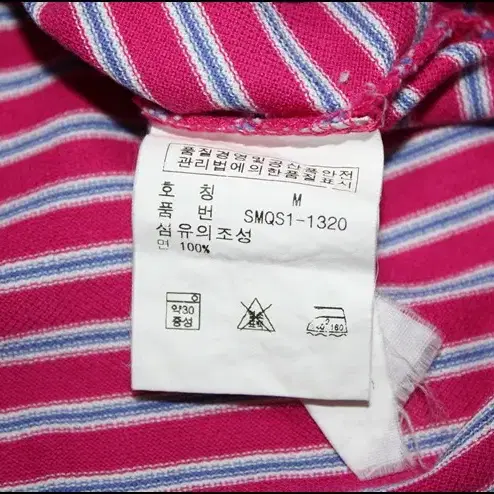 품질경영및공산품안전
관리법에의한품질표시
호 칭 M
품 번 SMQS1-1320
섬유의조성
면 100%
약30
중성